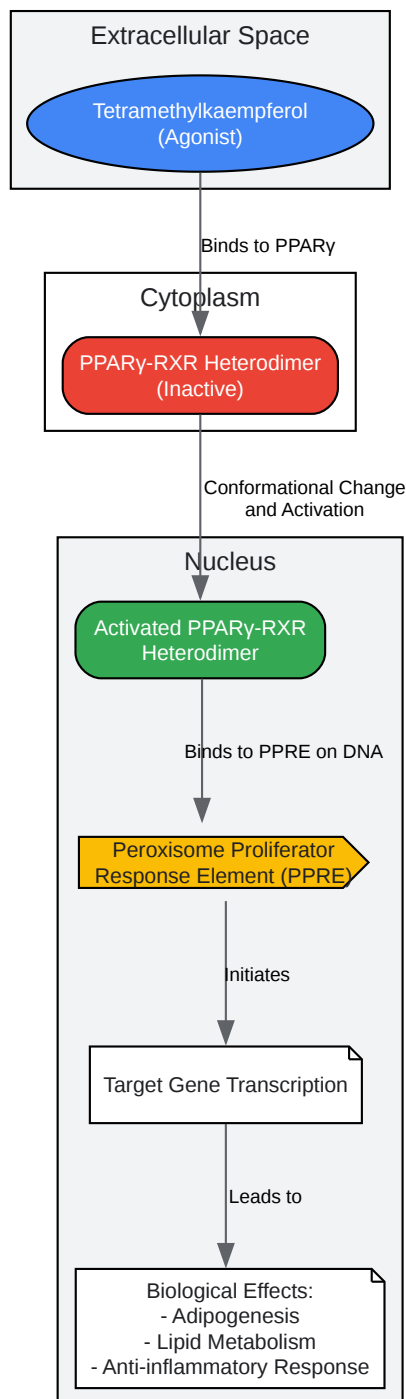 Extracellular Space
Tetramethylkaempferol
(Agonist)
Binds to PPARγ
Cytoplasm
PPARγ-RXR Heterodimer
(Inactive)
Conformational Change
and Activation
Nucleus
Activated PPARγ-RXR
Heterodimer
Binds to PPRE on DNA
Peroxisome Proliferator
Response Element (PPRE)
Initiates
Target Gene Transcription
Leads to
Biological Effects:
- Adipogenesis
- Lipid Metabolism
- Anti-inflammatory Response